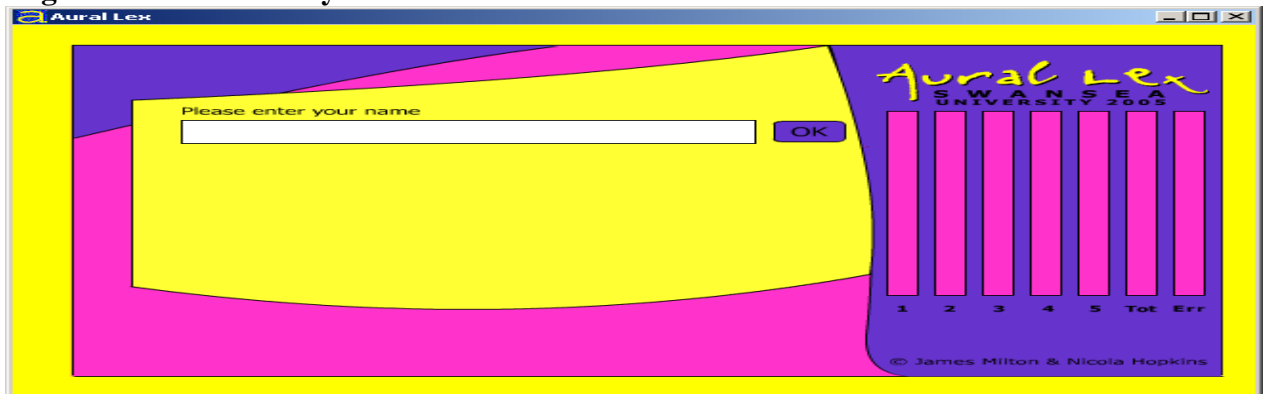 Aural Lex
Please enter your name
OK
Aural Lex
SWANSEA
UNIVERSITY 2005
1 2 3 4 5 Tot Err
© James Milton & Nicola Hopkins